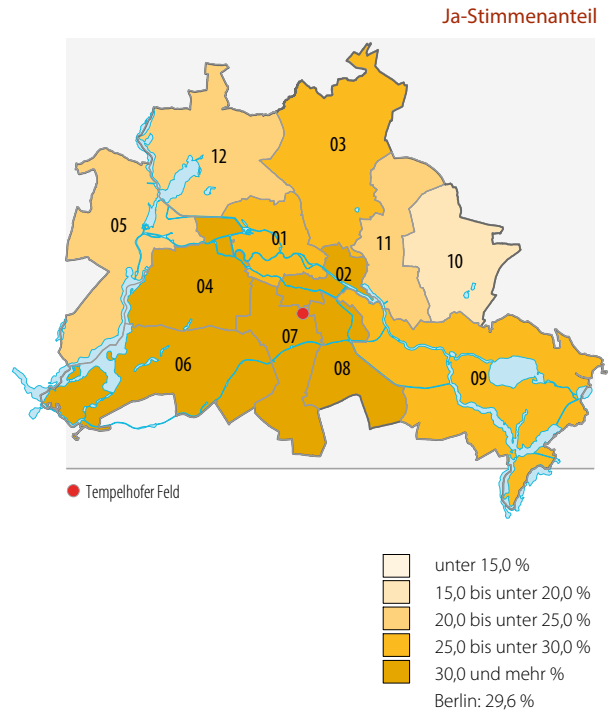 Ja-Stimmenanteil
03
12
05
01
11
02
10
04
07
06
08
09
Tempelhofer Feld
unter 15,0 %
15,0 bis unter 20,0 %
20,0 bis unter 25,0 %
25,0 bis unter 30,0 %
30,0 und mehr %
Berlin: 29,6 %